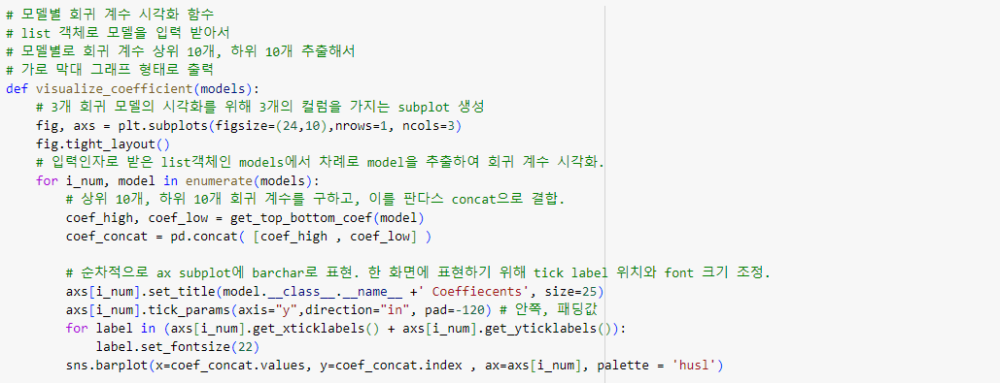 # 모델별 회귀 계수 시각화 함수
# list 객체로 모델을 입력 받아서
# 모델별로 회귀 계수 상위 10개, 하위 10개 추출해서
# 가로 막대 그래프 형태로 출력
def visualize_coefficient(models):
    # 3개 회귀 모델의 시각화를 위해 3개의 컬럼을 가지는 subplot 생성
    fig, axs = plt.subplots(figsize=(24,10),nrows=1, ncols=3)
    fig.tight_layout()
    # 입력인자로 받은 list객체인 models에서 차례로 model을 추출하여 회귀 계수 시각화.
    for i_num, model in enumerate(models):
        # 상위 10개, 하위 10개 회귀 계수를 구하고, 이를 판다스 concat으로 결합.
        coef_high, coef_low = get_top_bottom_coef(model)
        coef_concat = pd.concat( [coef_high , coef_low] )
        # 순차적으로 ax subplot에 barchar로 표현. 한 화면에 표현하기 위해 tick label 위치와 font 크기 조정.
        axs[i_num].set_title(model.__class__.__name__ +' Coeffiecents', size=25)
        axs[i_num].tick_params(axis="y",direction="in", pad=-120) # 안쪽, 패딩값
        for label in (axs[i_num].get_xticklabels() + axs[i_num].get_yticklabels()):
            label.set_fontsize(22)
        sns.barplot(x=coef_concat.values, y=coef_concat.index , ax=axs[i_num], palette = 'husl')